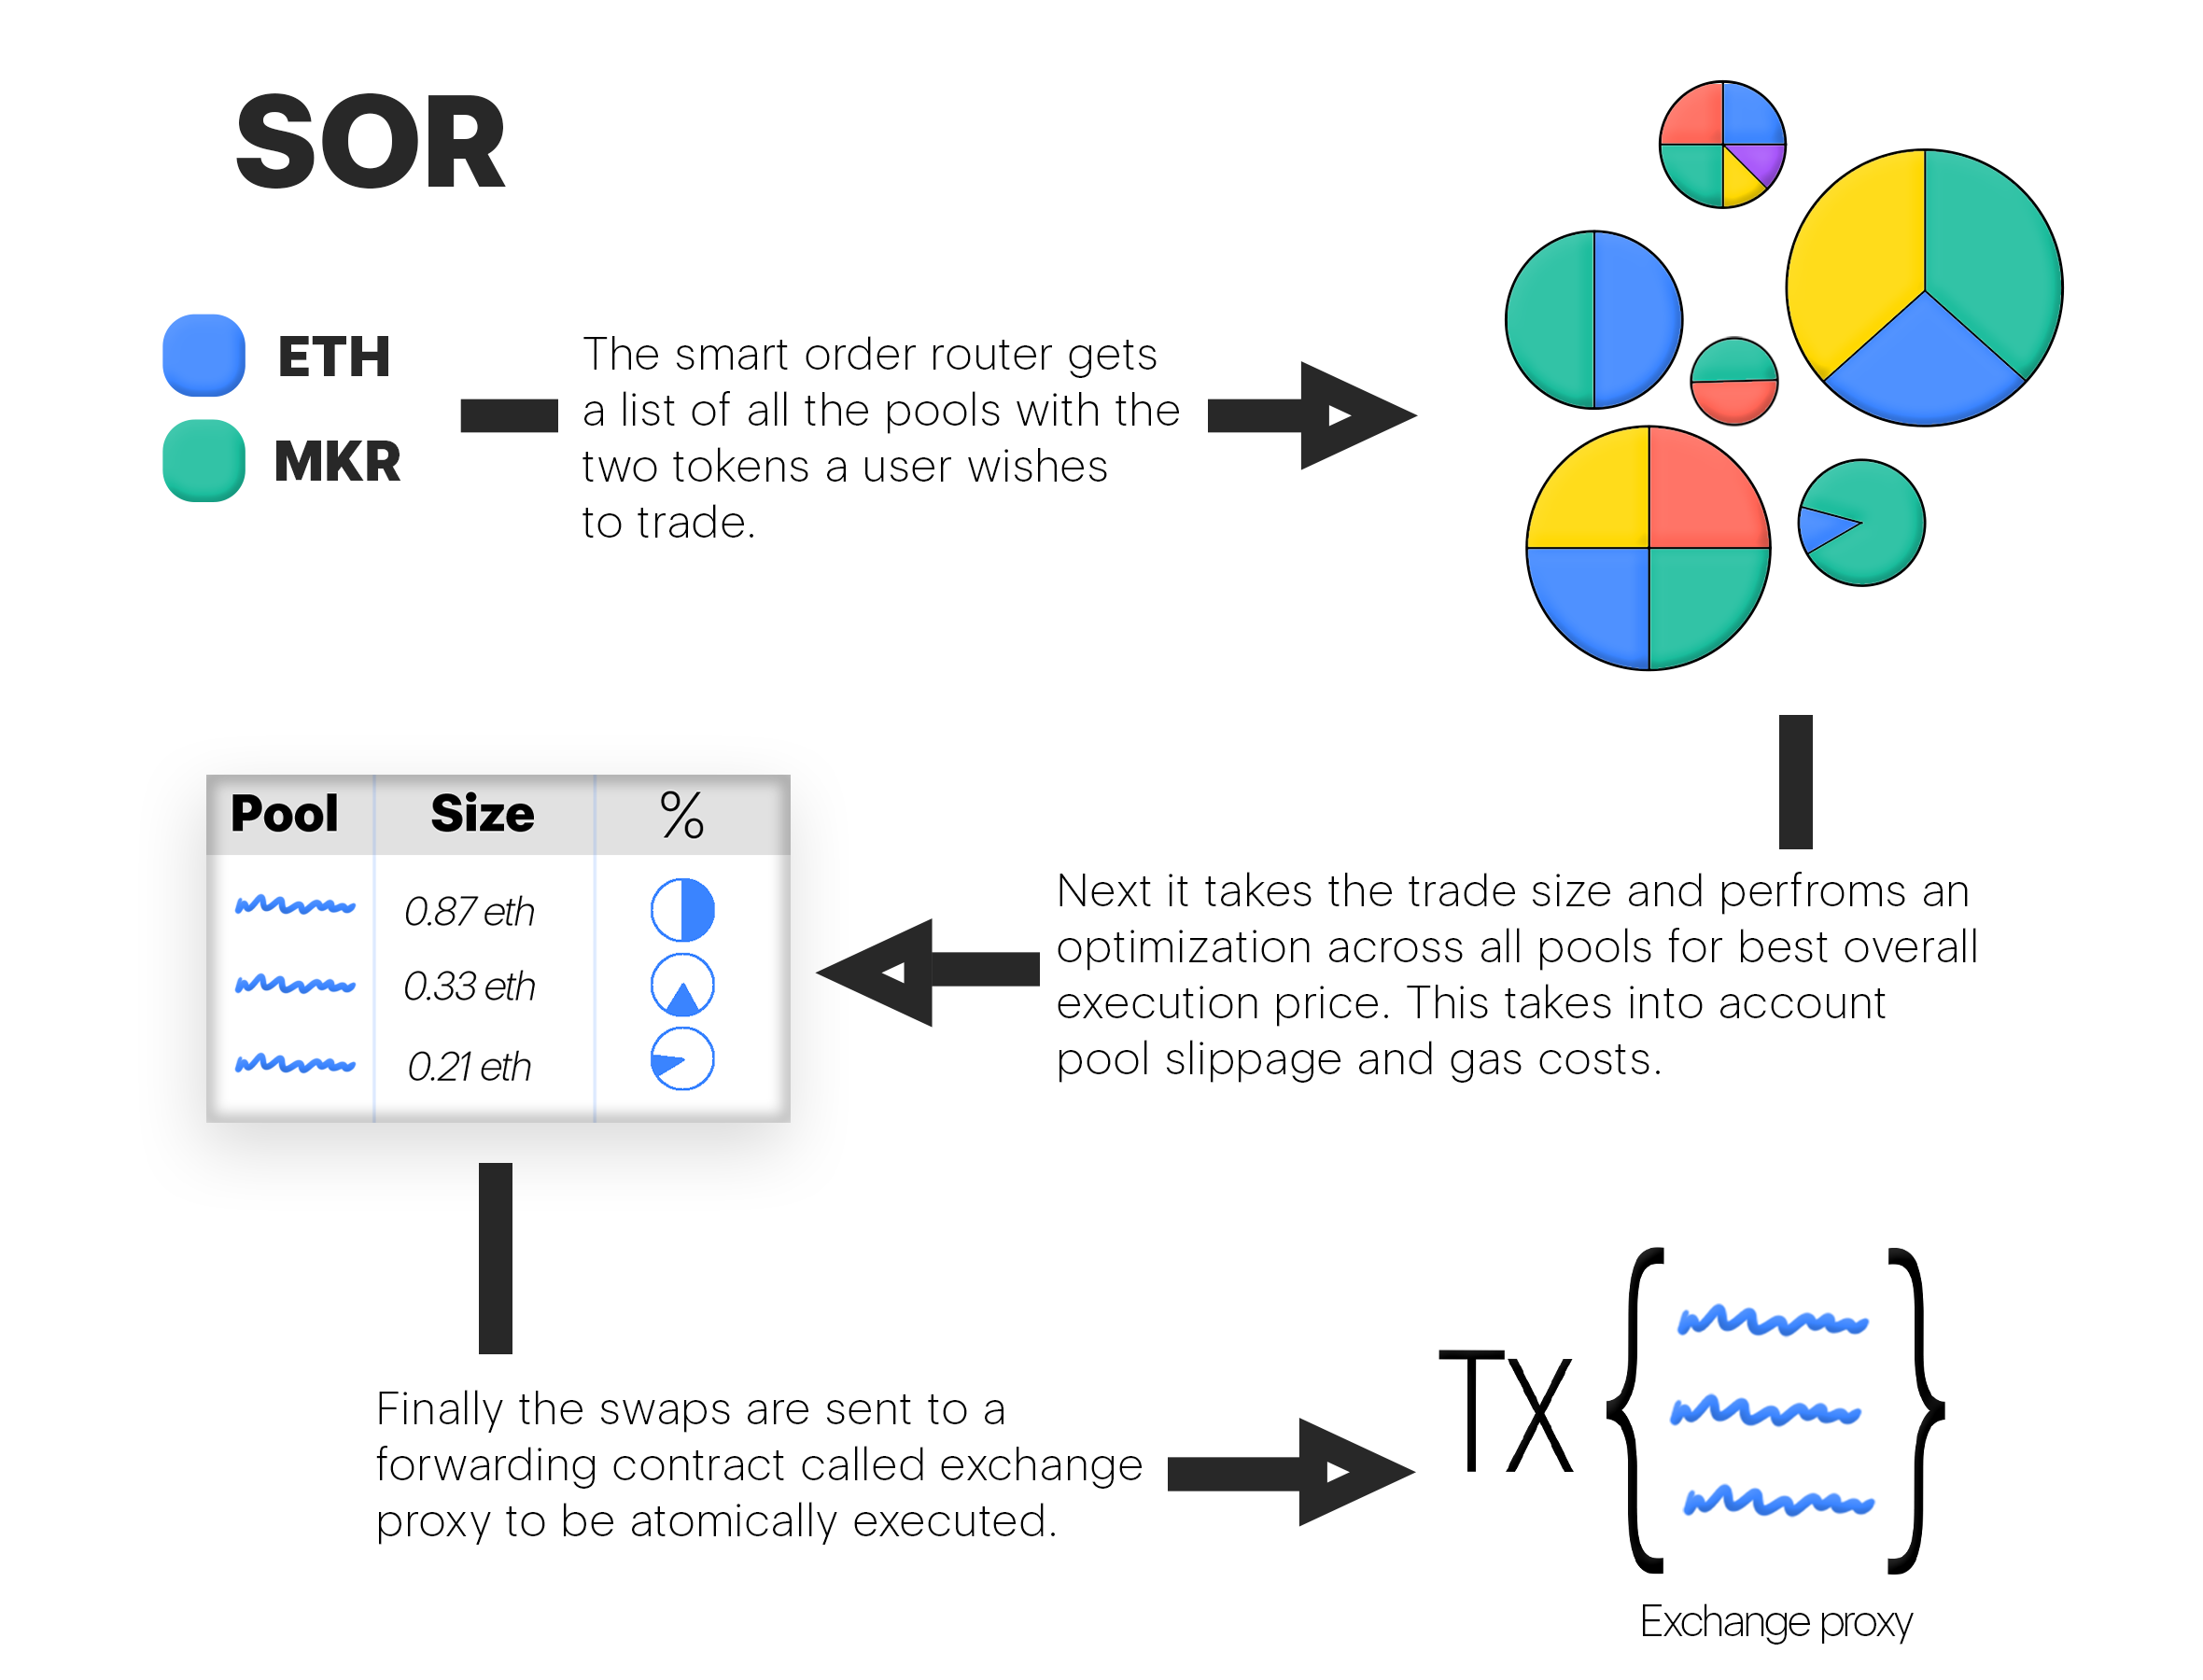 SOR
ETH
MKR
The smart order router gets
a list of all the pools with the
two tokens a user wishes
to trade.
Pool Size %
0.87 eth
0.33 eth
0.21 eth
Next it takes the trade size and perfroms an
optimization across all pools for best overall
execution price. This takes into account
pool slippage and gas costs.
Finally the swaps are sent to a
forwarding contract called exchange
proxy to be atomically executed.
TX { }
Exchange proxy